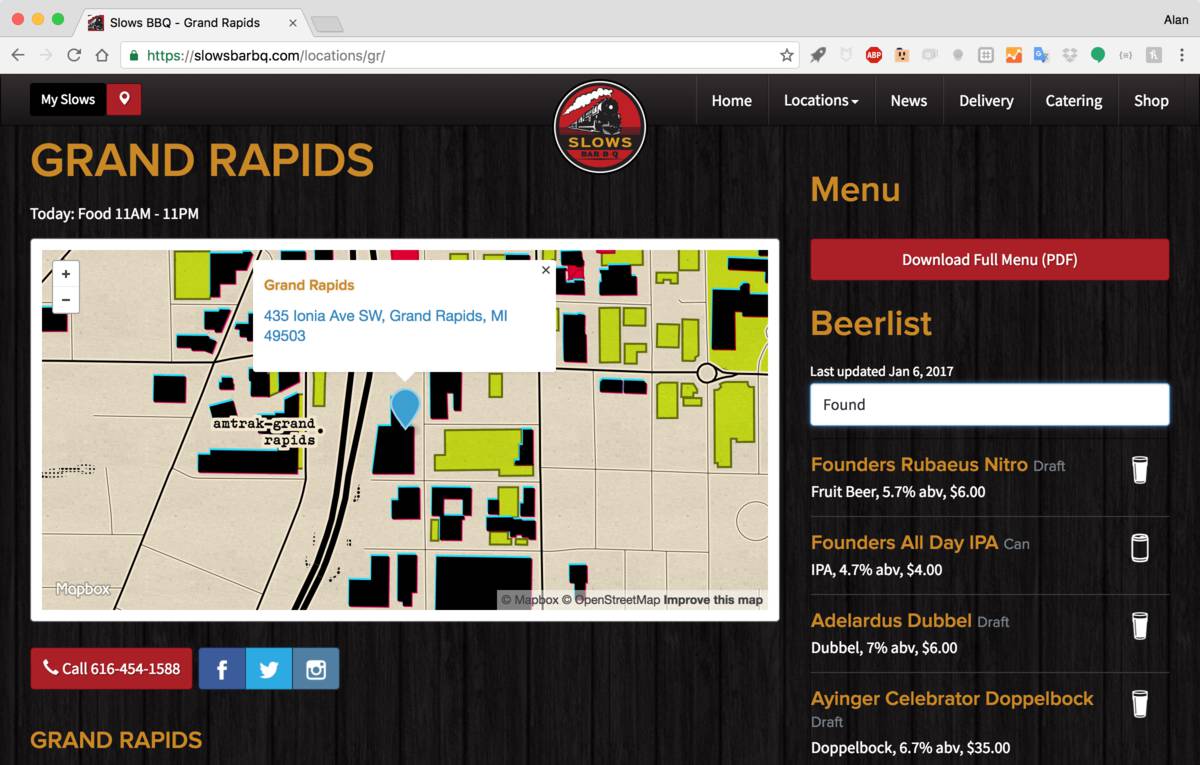 Slows BBQ - Grand Rapids
Alan
https://slowsbarbq.com/locations/gr/
ABP
My Slows
SLOWS
BAR B-Q
Home
Locations
News
Delivery
Catering
Shop
GRAND RAPIDS
Today: Food 11AM - 11PM
+
−
Grand Rapids
×
435 Ionia Ave SW, Grand Rapids, MI
49503
amtrak-grand
rapids
Mapbox
© Mapbox © OpenStreetMap Improve this map
Call 616-454-1588
GRAND RAPIDS
Menu
Download Full Menu (PDF)
Beerlist
Last updated Jan 6, 2017
Found
Founders Rubaeus Nitro Draft
Fruit Beer, 5.7% abv, $6.00
Founders All Day IPA Can
IPA, 4.7% abv, $4.00
Adelardus Dubbel Draft
Dubbel, 7% abv, $6.00
Ayinger Celebrator Doppelbock
Draft
Doppelbock, 6.7% abv, $35.00